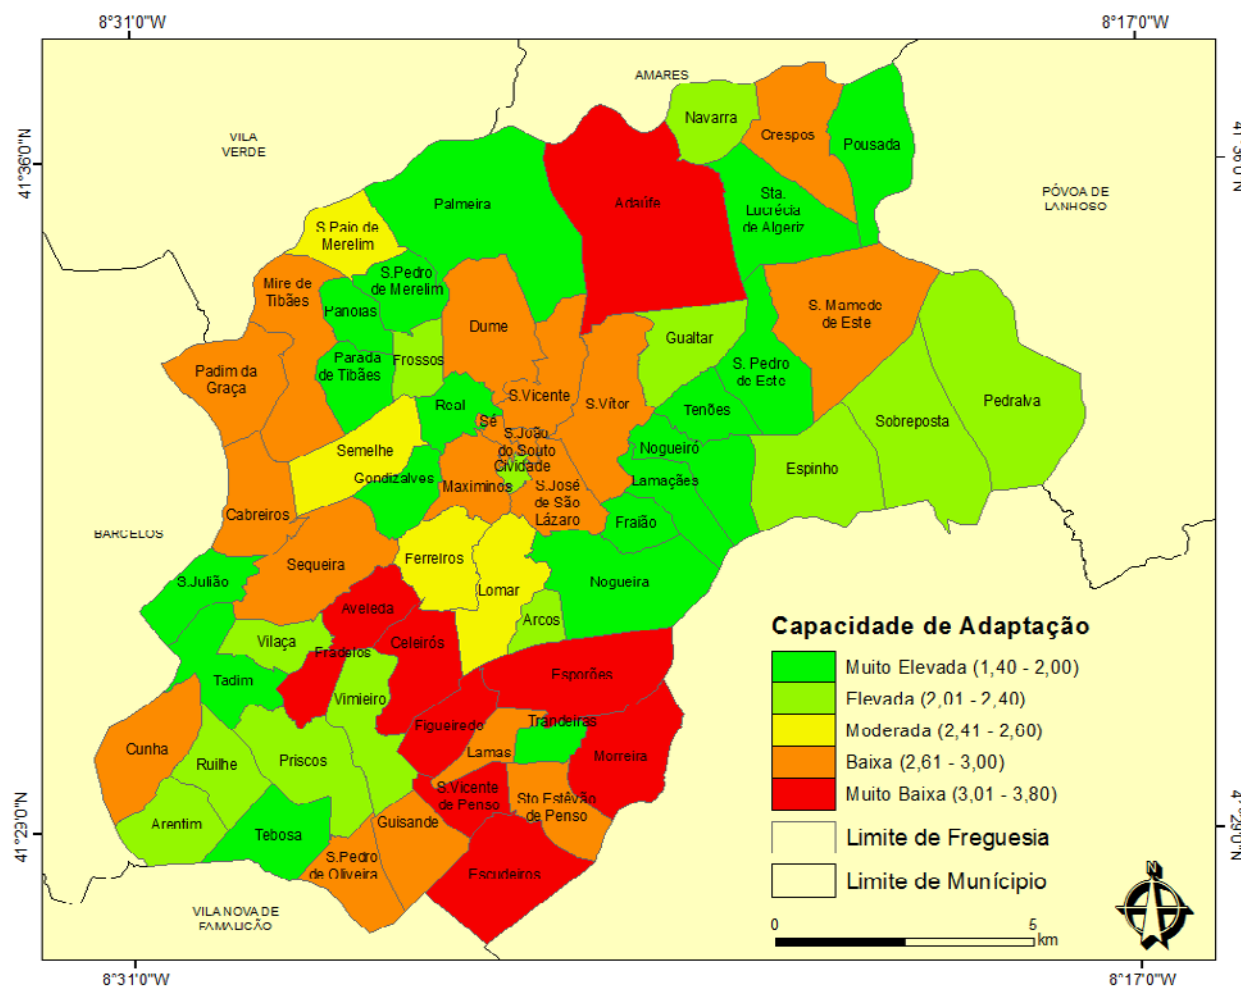 8°31'0"W
8°17'0"W
AMARES
VILA
VERDE
PÓVOA DE
LANHOSO
BARCELOS
VILA NOVA DE
FAMALICÃO
41°36'0"N
41°29'0"N
Navarra
Crespos
Pousada
Palmeira
Adaúfe
Sta.
Lucrécia
de Algeriz
S.Paio de
Merelim
S.Pedro
de Merelim
Mire de
Tibães
Panoias
Dume
S. Mamede
de Este
Parada
de Tibães
Frossos
Gualtar
S. Pedro
de Este
Padim da
Graça
Real
S.Vicente
S.Vítor
Tenões
Sobreposta
Pedralva
Sé
S.João
do Souto
Cividade
Nogueiró
Semelhe
Gondizalves
Maximinos
S.José
de São
Lázaro
Lamaçães
Espinho
Cabreiros
Fraião
Sequeira
Ferreiros
Lomar
Nogueira
S.Julião
Aveleda
Arcos
Vilaça
Fradelos
Celeirós
Tadim
Vimieiro
Esporões
Figueiredo
Trandeiras
Cunha
Ruilhe
Priscos
Lamas
Morreira
S.Vicente
de Penso
Sto Estêvão
de Penso
Arentim
Tebosa
Guisande
S.Pedro
de Oliveira
Escudeiros
Capacidade de Adaptação
Muito Elevada (1,40 - 2,00)
Elevada (2,01 - 2,40)
Moderada (2,41 - 2,60)
Baixa (2,61 - 3,00)
Muito Baixa (3,01 - 3,80)
Limite de Freguesia
Limite de Munícipio
N
0 5
km
8°31'0"W
8°17'0"W